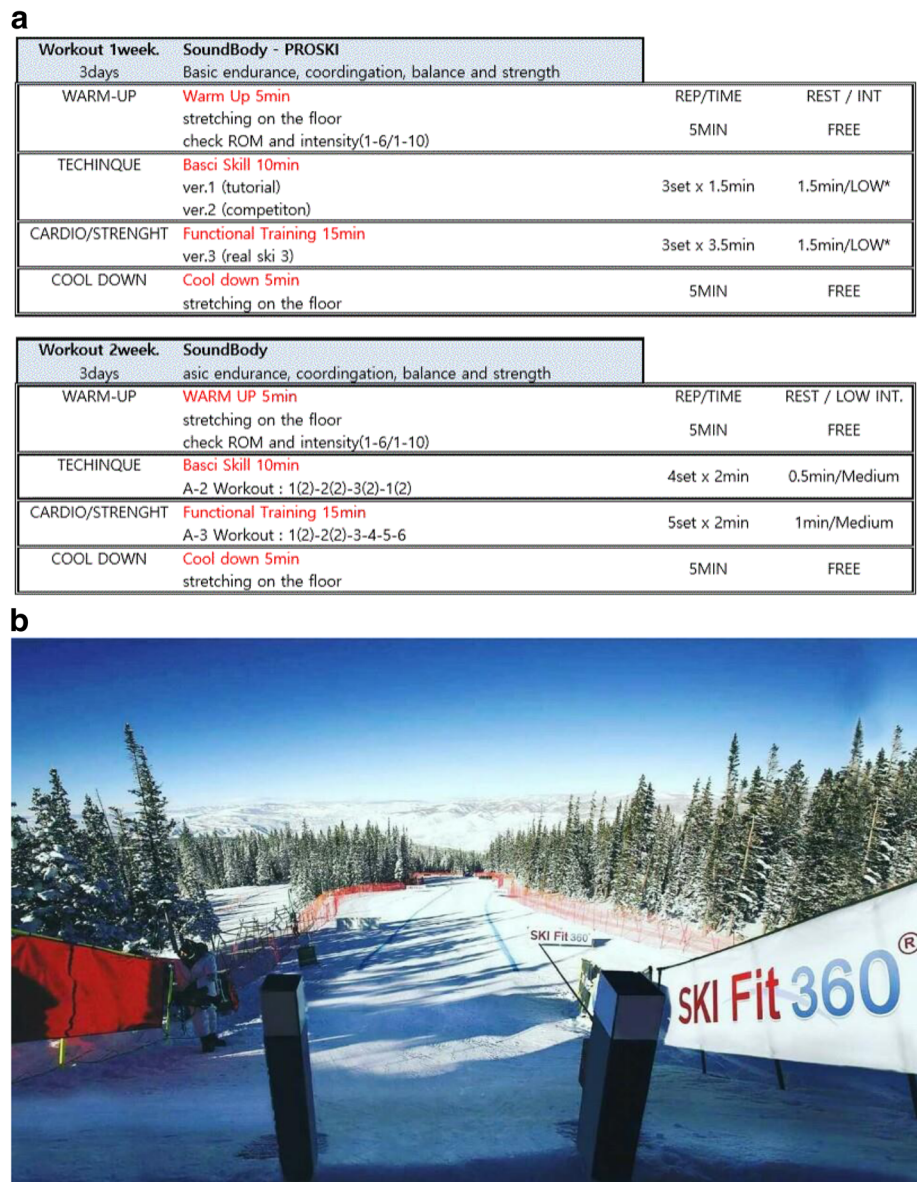 a
Workout 1week. SoundBody - PROSKI
3days Basic endurance, coordingation, balance and strength
WARM-UP Warm Up 5min REP/TIME REST / INT
stretching on the floor
check ROM and intensity(1-6/1-10) 5MIN FREE
TECHINQUE Basci Skill 10min
ver.1 (tutorial) 3set x 1.5min 1.5min/LOW*
ver.2 (competiton)
CARDIO/STRENGHT Functional Training 15min
ver.3 (real ski 3) 3set x 3.5min 1.5min/LOW*
COOL DOWN Cool down 5min
stretching on the floor 5MIN FREE
Workout 2week. SoundBody
3days asic endurance, coordingation, balance and strength
WARM-UP WARM UP 5min REP/TIME REST / LOW INT.
stretching on the floor
check ROM and intensity(1-6/1-10) 5MIN FREE
TECHINQUE Basci Skill 10min
A-2 Workout : 1(2)-2(2)-3(2)-1(2) 4set x 2min 0.5min/Medium
CARDIO/STRENGHT Functional Training 15min
A-3 Workout : 1(2)-2(2)-3-4-5-6 5set x 2min 1min/Medium
COOL DOWN Cool down 5min
stretching on the floor 5MIN FREE
b
SKI Fit 360°
SKI Fit 360®